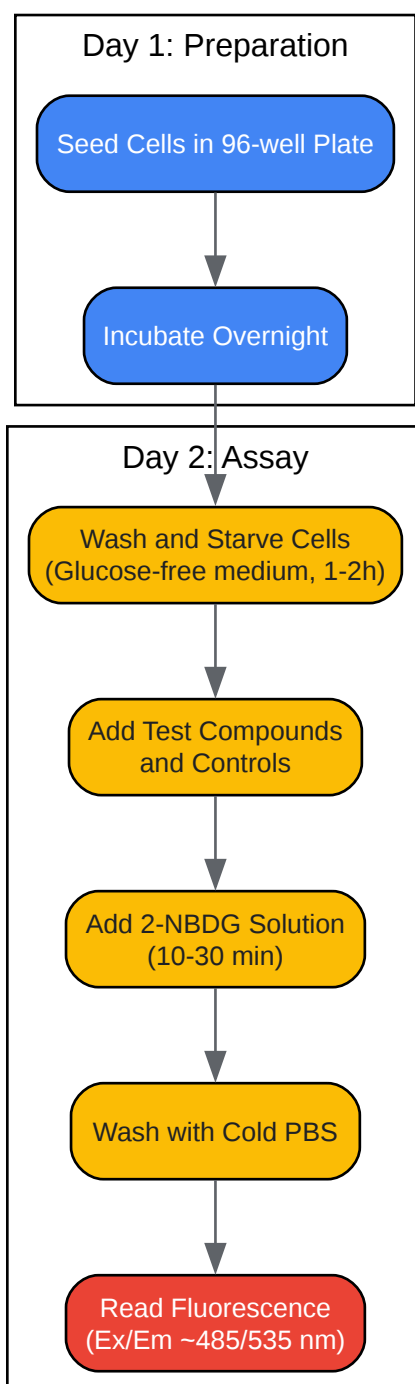 Day 1: Preparation
Seed Cells in 96-well Plate
Incubate Overnight
Day 2: Assay
Wash and Starve Cells
(Glucose-free medium, 1-2h)
Add Test Compounds
and Controls
Add 2-NBDG Solution
(10-30 min)
Wash with Cold PBS
Read Fluorescence
(Ex/Em ~485/535 nm)